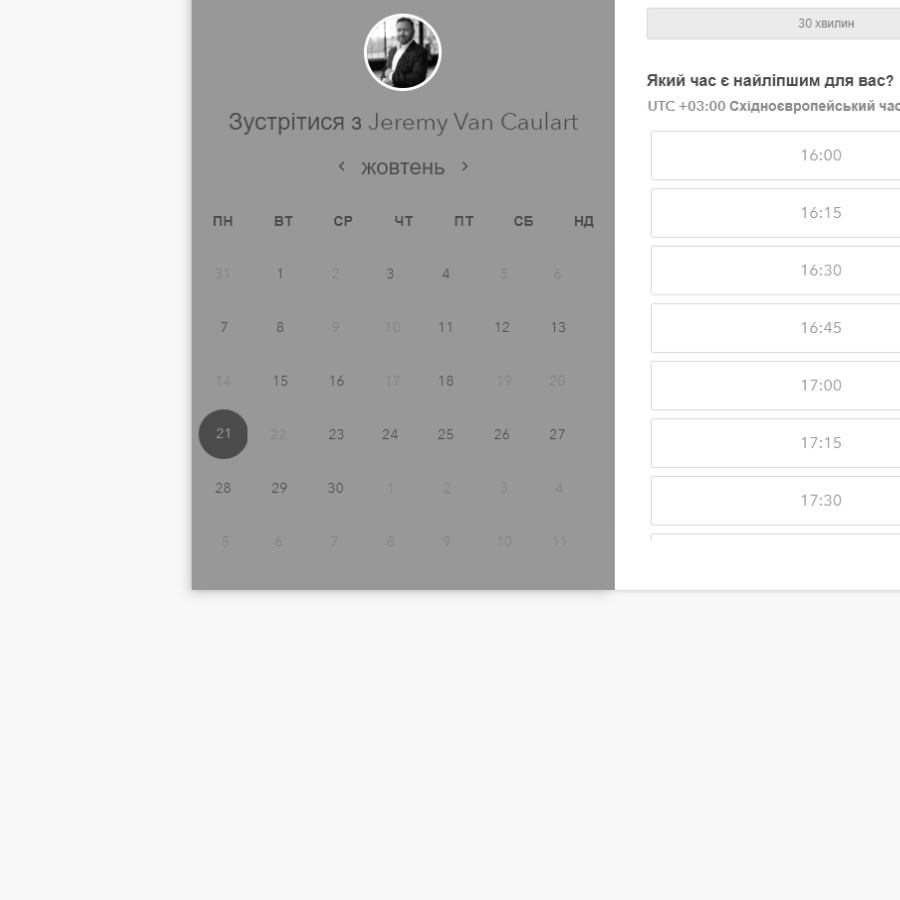 Зустрітися з Jeremy Van Caulart
жовтень
ПН ВТ СР ЧТ ПТ СБ НД
31 1 2 3 4 5 6
7 8 9 10 11 12 13
14 15 16 17 18 19 20
21 22 23 24 25 26 27
28 29 30 1 2 3 4
5 6 7 8 9 10 11
30 хвилин
Який час є найліпшим для вас?
UTC +03:00 Східноєвропейський час
16:00
16:15
16:30
16:45
17:00
17:15
17:30